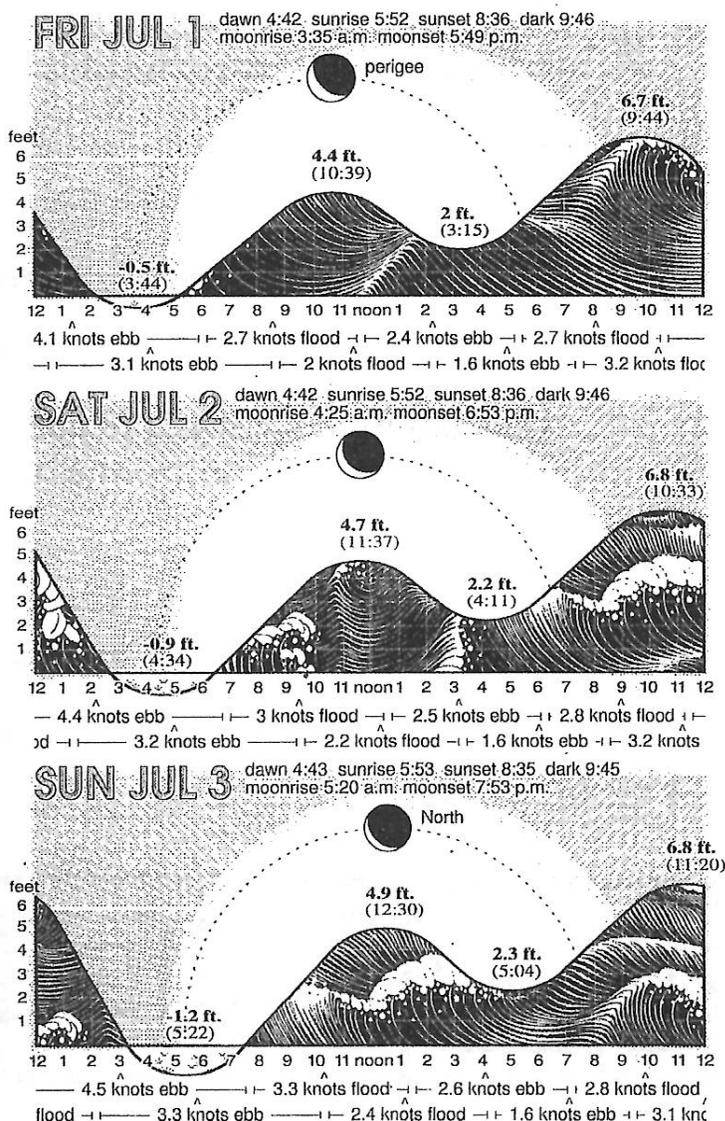 FRI JUL 1
dawn 4:42 sunrise 5:52 sunset 8:36 dark 9:46
moonrise 3:35 a.m. moonset 5:49 p.m.
perigee
6.7 ft.
(9:44)
feet
6
5
4
3
2
1
4.4 ft.
(10:39)
2 ft.
(3:15)
-0.5 ft.
(3:44)
12 1 2 3 4 5 6 7 8 9 10 11 noon 1 2 3 4 5 6 7 8 9 10 11 12
4.1 knots ebb 2.7 knots flood 2.4 knots ebb 2.7 knots flood
3.1 knots ebb 2 knots flood 1.6 knots ebb 3.2 knots floo
SAT JUL 2
dawn 4:42 sunrise 5:52 sunset 8:36 dark 9:46
moonrise 4:25 a.m. moonset 6:53 p.m.
6.8 ft.
(10:33)
feet
6
5
4
3
2
1
4.7 ft.
(11:37)
2.2 ft.
(4:11)
-0.9 ft.
(4:34)
12 1 2 3 4 5 6 7 8 9 10 11 noon 1 2 3 4 5 6 7 8 9 10 11 12
4.4 knots ebb 3 knots flood 2.5 knots ebb 2.8 knots flood
od 3.2 knots ebb 2.2 knots flood 1.6 knots ebb 3.2 knots
SUN JUL 3
dawn 4:43 sunrise 5:53 sunset 8:35 dark 9:45
moonrise 5:20 a.m. moonset 7:53 p.m.
North
6.8 ft.
(11:20)
feet
6
5
4
3
2
1
4.9 ft.
(12:30)
2.3 ft.
(5:04)
-1.2 ft.
(5:22)
12 1 2 3 4 5 6 7 8 9 10 11 noon 1 2 3 4 5 6 7 8 9 10 11 12
4.5 knots ebb 3.3 knots flood 2.6 knots ebb 2.8 knots flood
flood 3.3 knots ebb 2.4 knots flood 1.6 knots ebb 3.1 kno